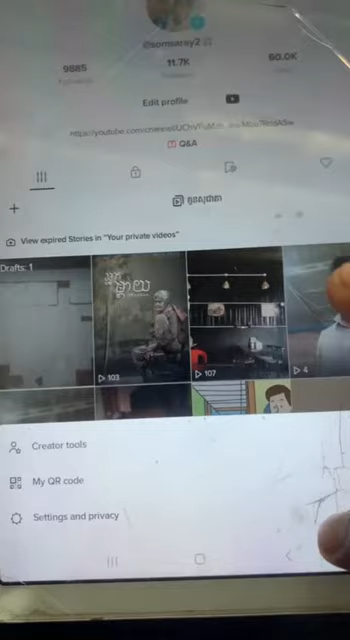 @somsaray2
9885
11.7K
60.0K
Edit profile
Q&A
View expired Stories in "Your private videos"
Drafts: 1
103
107
4
Creator tools
My QR code
Settings and privacy